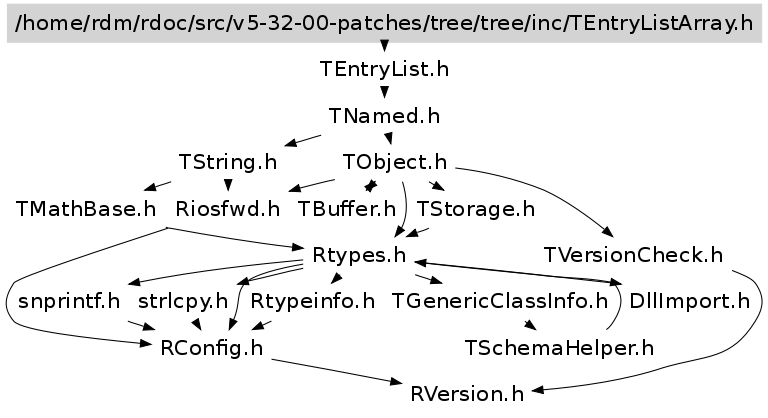 /home/rdm/rdoc/src/v5-32-00-patches/tree/tree/inc/TEntryListArray.h
TEntryList.h
TNamed.h
TString.h TObject.h
TMathBase.h Riosfwd.h TBuffer.h TStorage.h
Rtypes.h TVersionCheck.h
snprintf.h strlcpy.h Rtypeinfo.h TGenericClassInfo.h DllImport.h
RConfig.h TSchemaHelper.h
RVersion.h